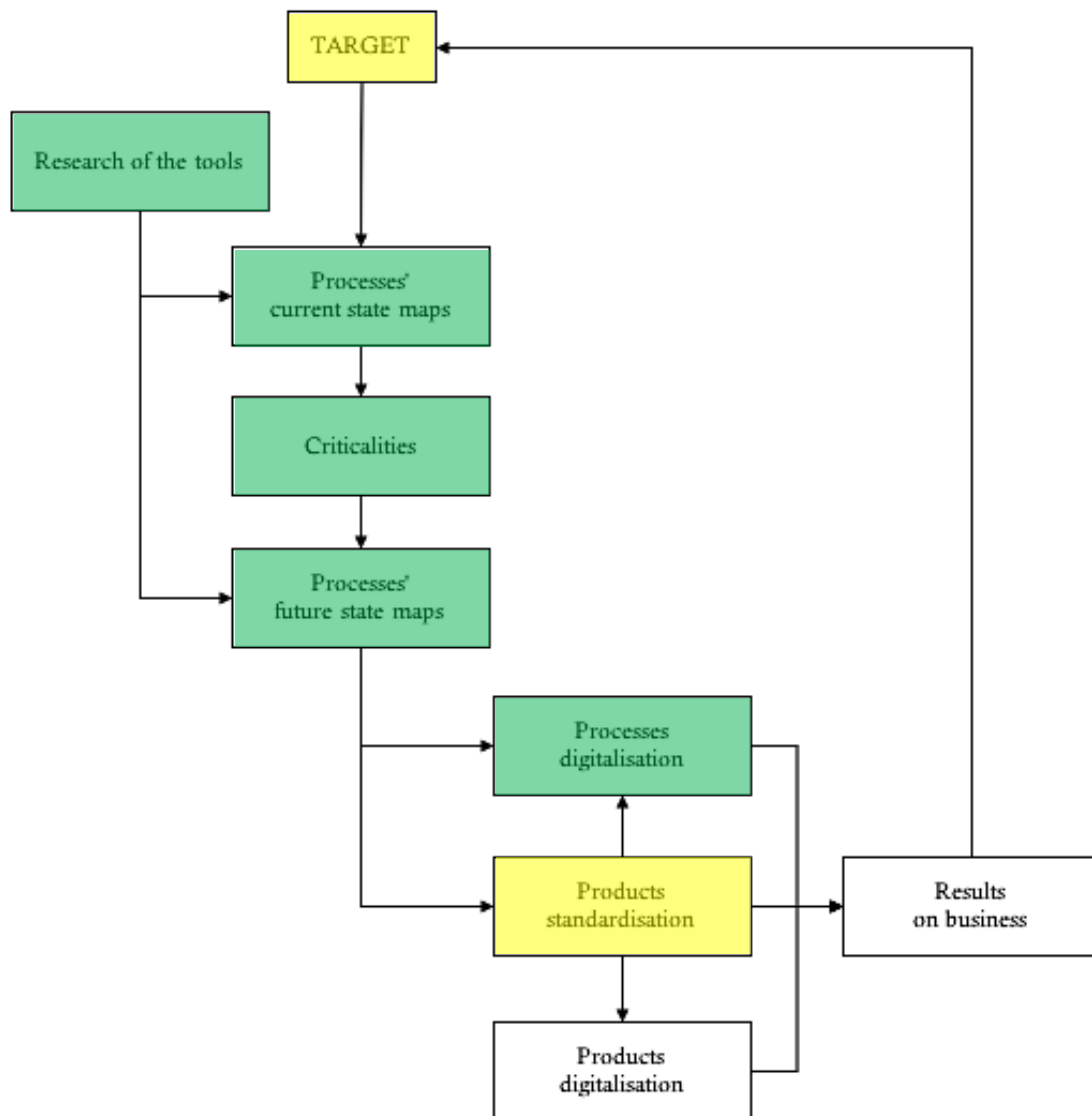 TARGET
Research of the tools
Processes'
current state maps
Criticalities
Processes'
future state maps
Processes
digitalisation
Products
standardisation
Results
on business
Products
digitalisation